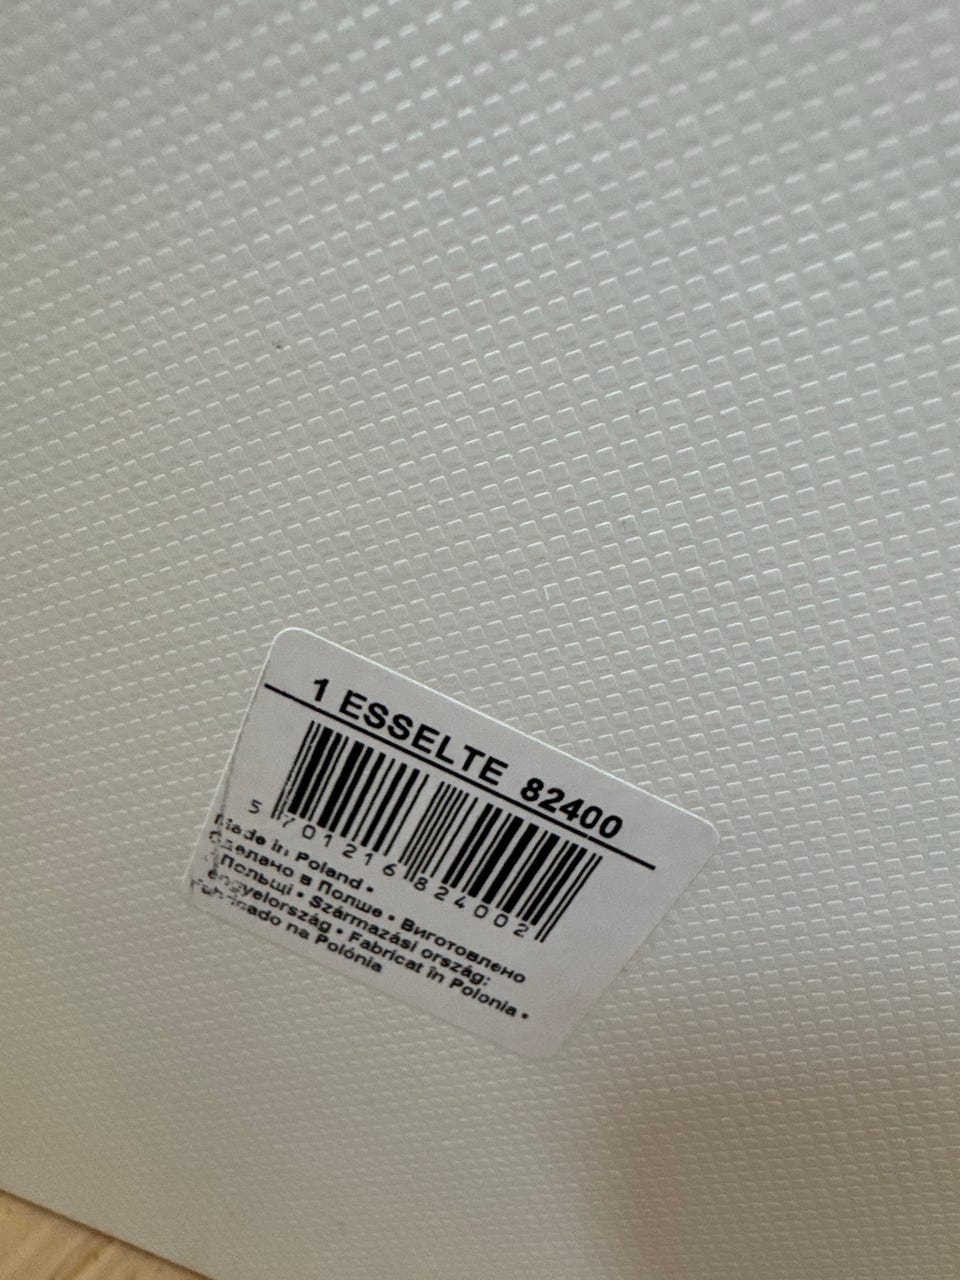 1 ESSELTE 82400
5 701216 824002
Made in Poland •
Сделано в Польше • Виготовлено
в Польщі • Származási ország:
Lengyelország • Fabricat în Polonia •
Fabricado na Polónia